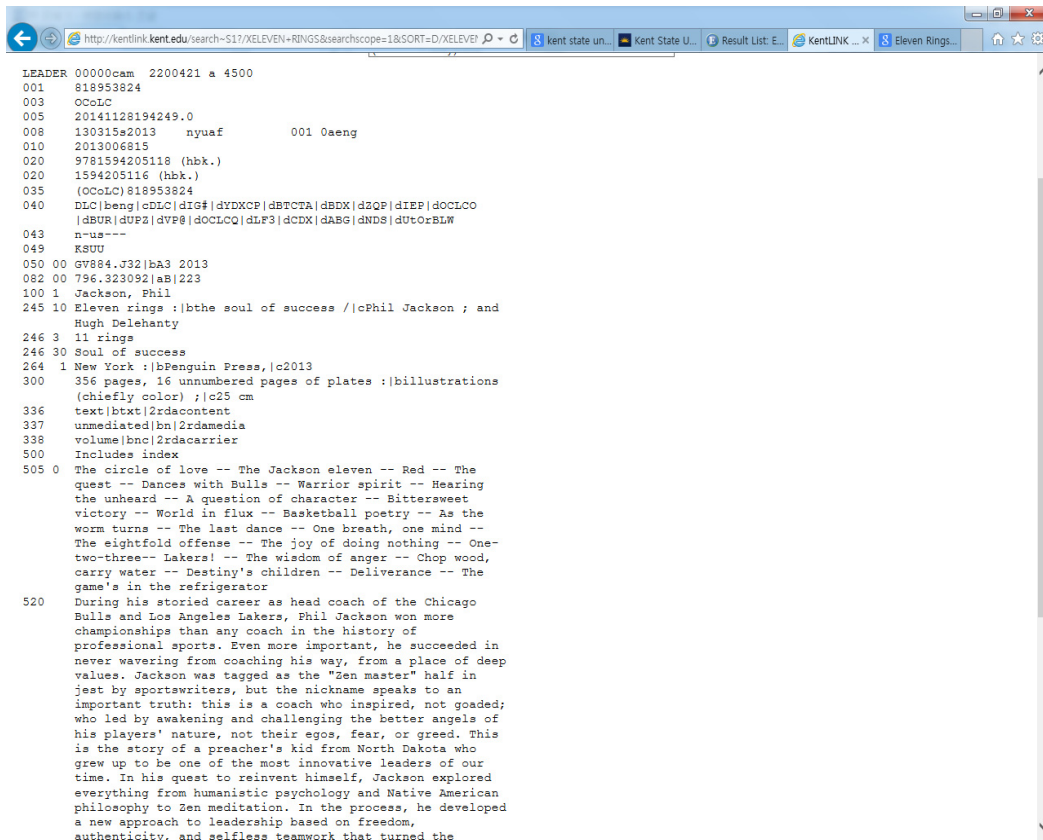 http://kentlink.kent.edu/search~S1?/XELEVEN+RINGS&searchscope=1&SORT=D/XELEVEI
kent state un...
Kent State U...
Result List: E...
KentLINK ...
Eleven Rings...
LEADER 00000cam  2200421 a 4500
001    818953824
003    OCoLC
005    20141128194249.0
008    130315s2013    nyuaf         001 0aeng
010    2013006815
020    9781594205118 (hbk.)
020    1594205116 (hbk.)
035    (OCoLC)818953824
040    DLC|beng|cDLC|dIG#|dYDXCP|dBTCTA|dBDX|dZQP|dIEP|dOCLCO
|dBUR|dUPZ|dVP@|dOCLCQ|dLF3|dCDX|dABG|dNDS|dUtOrBLW
043    n-us---
049    KSUU
050 00 GV884.J32|bA3 2013
082 00 796.323092|aB|223
100 1  Jackson, Phil
245 10 Eleven rings :|bthe soul of success /|cPhil Jackson ; and
Hugh Delehanty
246 3  11 rings
246 30 Soul of success
264  1 New York :|bPenguin Press,|c2013
300    356 pages, 16 unnumbered pages of plates :|billustrations
(chiefly color) ;|c25 cm
336    text|btxt|2rdacontent
337    unmediated|bn|2rdamedia
338    volume|bnc|2rdacarrier
500    Includes index
505 0  The circle of love -- The Jackson eleven -- Red -- The
quest -- Dances with Bulls -- Warrior spirit -- Hearing
the unheard -- A question of character -- Bittersweet
victory -- World in flux -- Basketball poetry -- As the
worm turns -- The last dance -- One breath, one mind --
The eightfold offense -- The joy of doing nothing -- One-
two-three-- Lakers! -- The wisdom of anger -- Chop wood,
carry water -- Destiny's children -- Deliverance -- The
game's in the refrigerator
520    During his storied career as head coach of the Chicago
Bulls and Los Angeles Lakers, Phil Jackson won more
championships than any coach in the history of
professional sports. Even more important, he succeeded in
never wavering from coaching his way, from a place of deep
values. Jackson was tagged as the "Zen master" half in
jest by sportswriters, but the nickname speaks to an
important truth: this is a coach who inspired, not goaded;
who led by awakening and challenging the better angels of
his players' nature, not their egos, fear, or greed. This
is the story of a preacher's kid from North Dakota who
grew up to be one of the most innovative leaders of our
time. In his quest to reinvent himself, Jackson explored
everything from humanistic psychology and Native American
philosophy to Zen meditation. In the process, he developed
a new approach to leadership based on freedom,
authenticity, and selfless teamwork that turned the